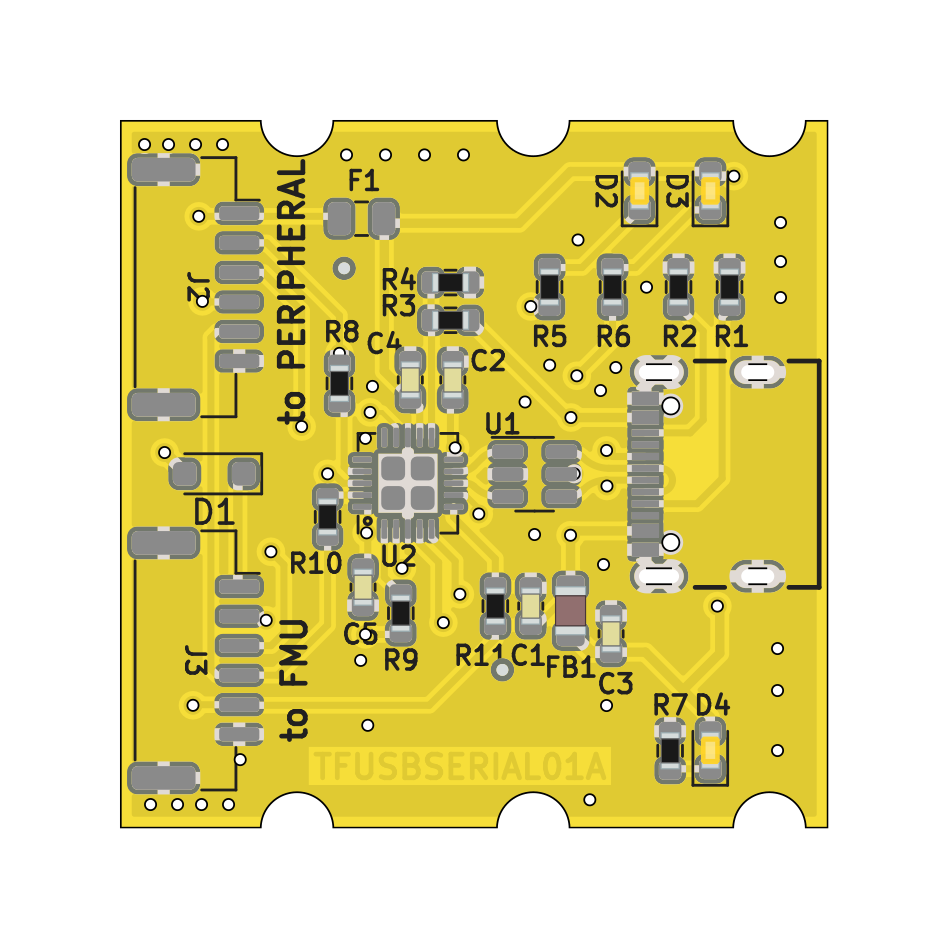 F1
D2
D3
to PERIPHERAL
J2
R4
R3
R5
R6
R2
R1
R8
C4
C2
U1
D1
U2
R10
C5
R9
R11
C1
FB1
C3
J3
to FMU
R7
D4
TFUSBSERIAL01A